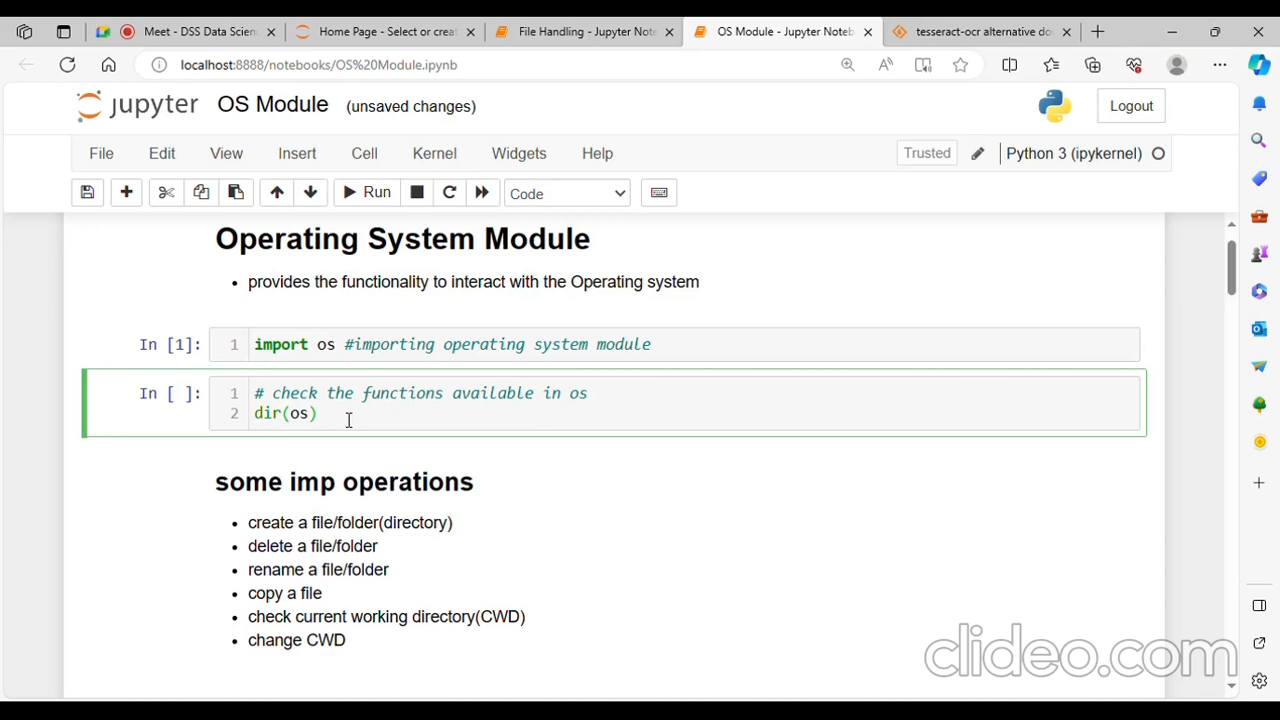 Meet - DSS Data Scien
Home Page - Select or creat
File Handling - Jupyter Note
OS Module - Jupyter Noteb
tesseract-ocr alternative do
localhost:8888/notebooks/OS%20Module.ipynb
jupyter OS Module (unsaved changes)
Logout
File Edit View Insert Cell Kernel Widgets Help
Trusted
Python 3 (ipykernel)
Run
Code
Operating System Module
provides the functionality to interact with the Operating system
In [1]: 1 import os #importing operating system module
In [ ]: 1 # check the functions available in os
2 dir(os)
some imp operations
create a file/folder(directory)
delete a file/folder
rename a file/folder
copy a file
check current working directory(CWD)
change CWD
clideo.com